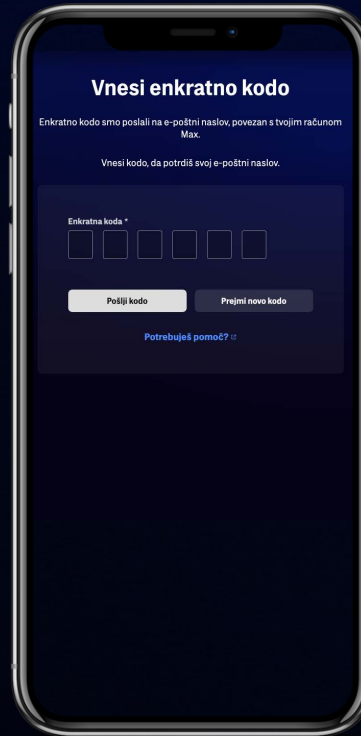 Vnesi enkratno kodo
Enkratno kodo smo poslali na e-poštni naslov, povezan s tvojim računom
Max.
Vnesi kodo, da potrdiš svoj e-poštni naslov.
Enkratna koda *
Pošlji kodo
Prejmi novo kodo
Potrebuješ pomoč?